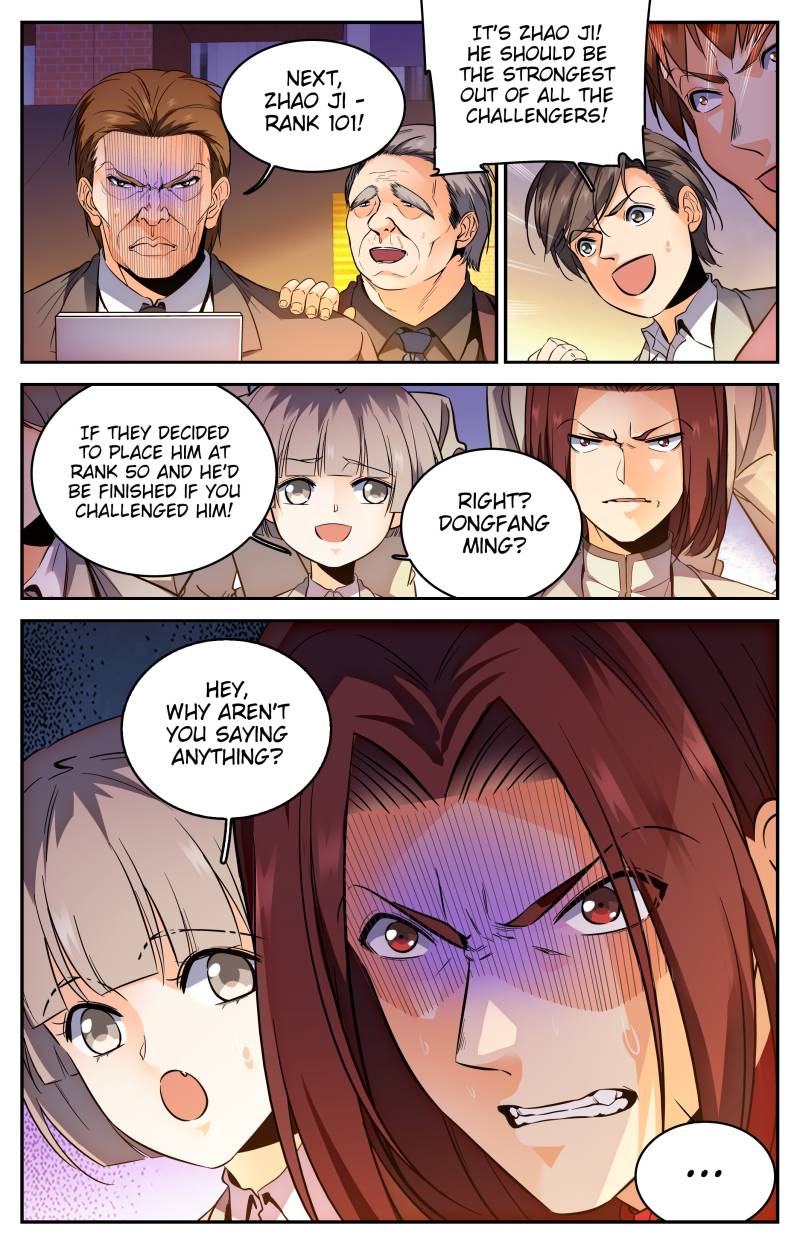 NEXT,
ZHAO JI -
RANK 101!
IT'S ZHAO JI!
HE SHOULD BE
THE STRONGEST
OUT OF ALL THE
CHALLENGERS!
IF THEY DECIDED
TO PLACE HIM AT
RANK 50 AND HE'D
BE FINISHED IF YOU
CHALLENGED HIM!
RIGHT?
DONGFANG
MING?
HEY,
WHY AREN'T
YOU SAYING
ANYTHING?
...